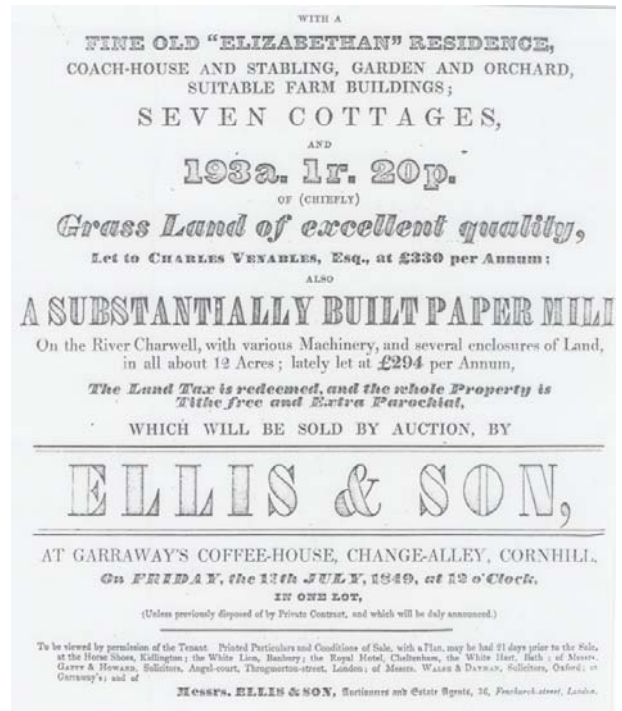 WITH A
FINE OLD "ELIZABETHAN" RESIDENCE,
COACH-HOUSE AND STABLING, GARDEN AND ORCHARD,
SUITABLE FARM BUILDINGS;
SEVEN COTTAGES,
AND
193a. 1r. 20p.
OF (CHIEFLY)
Grass Land of excellent quality,
Let to CHARLES VENABLES, Esq., at £330 per Annum;
ALSO
A SUBSTANTIALLY BUILT PAPER MILL
On the River Charwell, with various Machinery, and several enclosures of Land,
in all about 12 Acres; lately let at £294 per Annum,
The Land Tax is redeemed, and the whole Property is
Tithe free and Extra Parochial,
WHICH WILL BE SOLD BY AUCTION, BY
ELLIS & SON,
AT GARRAWAY'S COFFEE-HOUSE, CHANGE-ALLEY, CORNHILL,
On FRIDAY, the 13th JULY, 1849, at 12 o'Clock,
IN ONE LOT,
(Unless previously disposed of by Private Contract, and which will be duly announced.)
To be viewed by permission of the Tenant Printed Particulars and Conditions of Sale, with a Plan, may be had 21 days prior to the Sale,
at the Horse Shoes, Kidlington; the White Lion, Banbury; the Royal Hotel, Cheltenham, the White Hart, Bath; of Messrs.
GATTY & HOWARD, Solicitors, Angel-court, Throgmorton-street, London; of Messrs. WALSH & Solicitors, Oxford; at
Garraway's; and of
Messrs. ELLIS & SON, Auctioneers and Estate Agents, 36, Fenchurch-street, London.